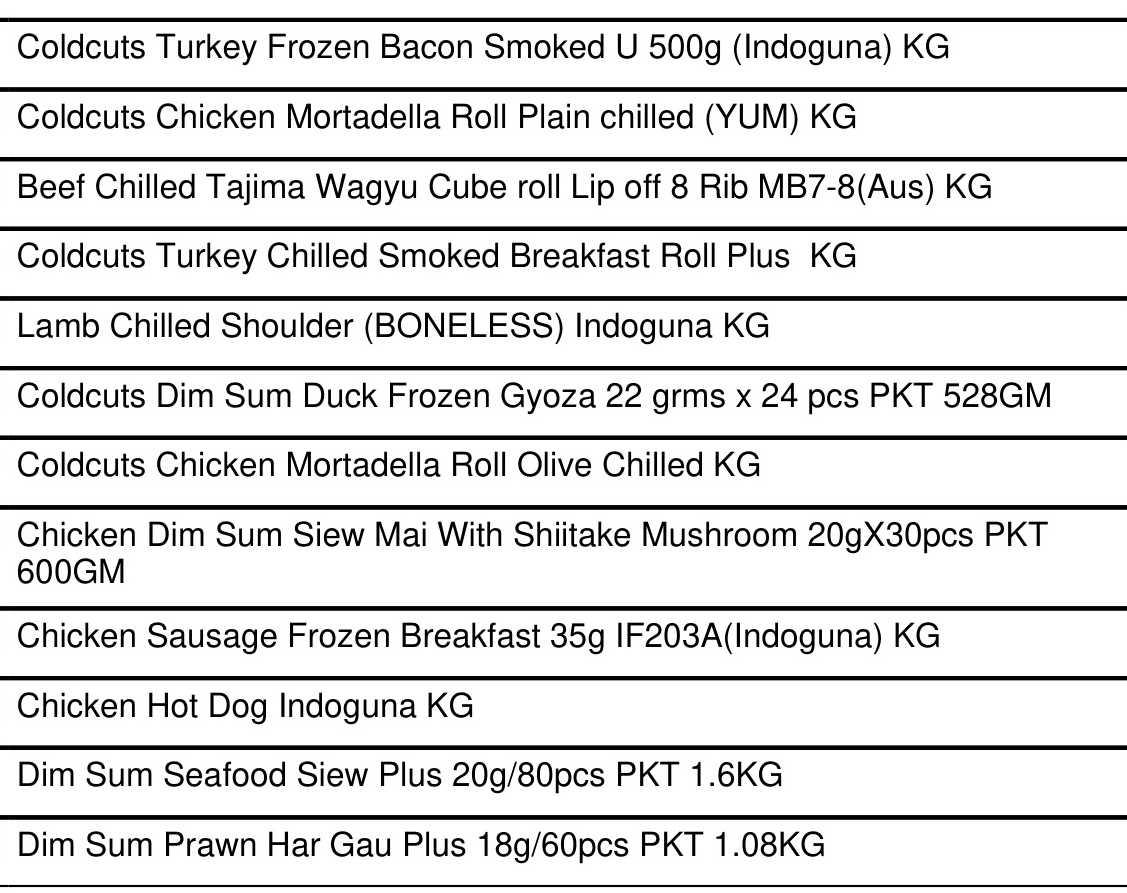 Coldcuts Turkey Frozen Bacon Smoked U 500g (Indoguna) KG
Coldcuts Chicken Mortadella Roll Plain chilled (YUM) KG
Beef Chilled Tajima Wagyu Cube roll Lip off 8 Rib MB7-8(Aus) KG
Coldcuts Turkey Chilled Smoked Breakfast Roll Plus  KG
Lamb Chilled Shoulder (BONELESS) Indoguna KG
Coldcuts Dim Sum Duck Frozen Gyoza 22 grms x 24 pcs PKT 528GM
Coldcuts Chicken Mortadella Roll Olive Chilled KG
Chicken Dim Sum Siew Mai With Shiitake Mushroom 20gX30pcs PKT
600GM
Chicken Sausage Frozen Breakfast 35g IF203A(Indoguna) KG
Chicken Hot Dog Indoguna KG
Dim Sum Seafood Siew Plus 20g/80pcs PKT 1.6KG
Dim Sum Prawn Har Gau Plus 18g/60pcs PKT 1.08KG